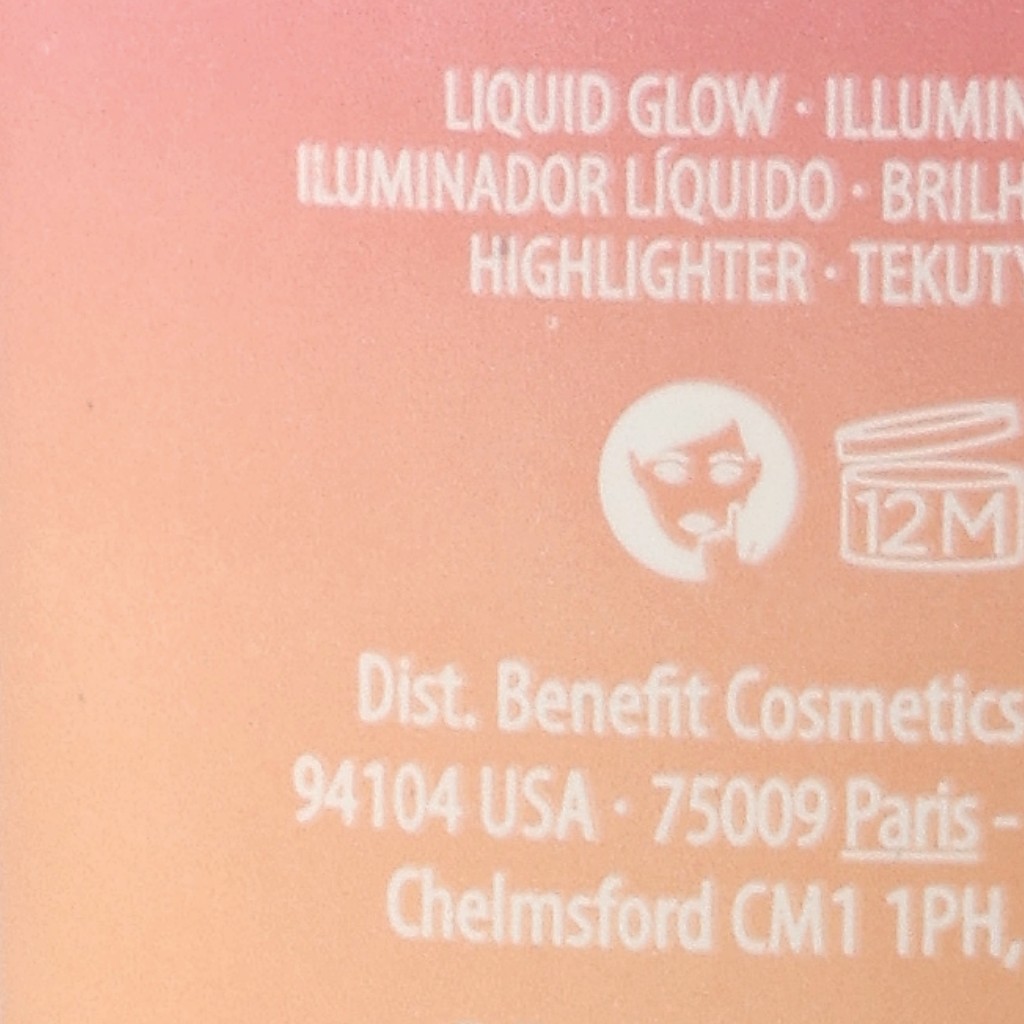 LIQUID GLOW · ILLUMIN
ILUMINADOR LÍQUIDO · BRILH
HIGHLIGHTER · TEKUTY
12M
Dist. Benefit Cosmetics
94104 USA · 75009 Paris -
Chelmsford CM1 1PH,